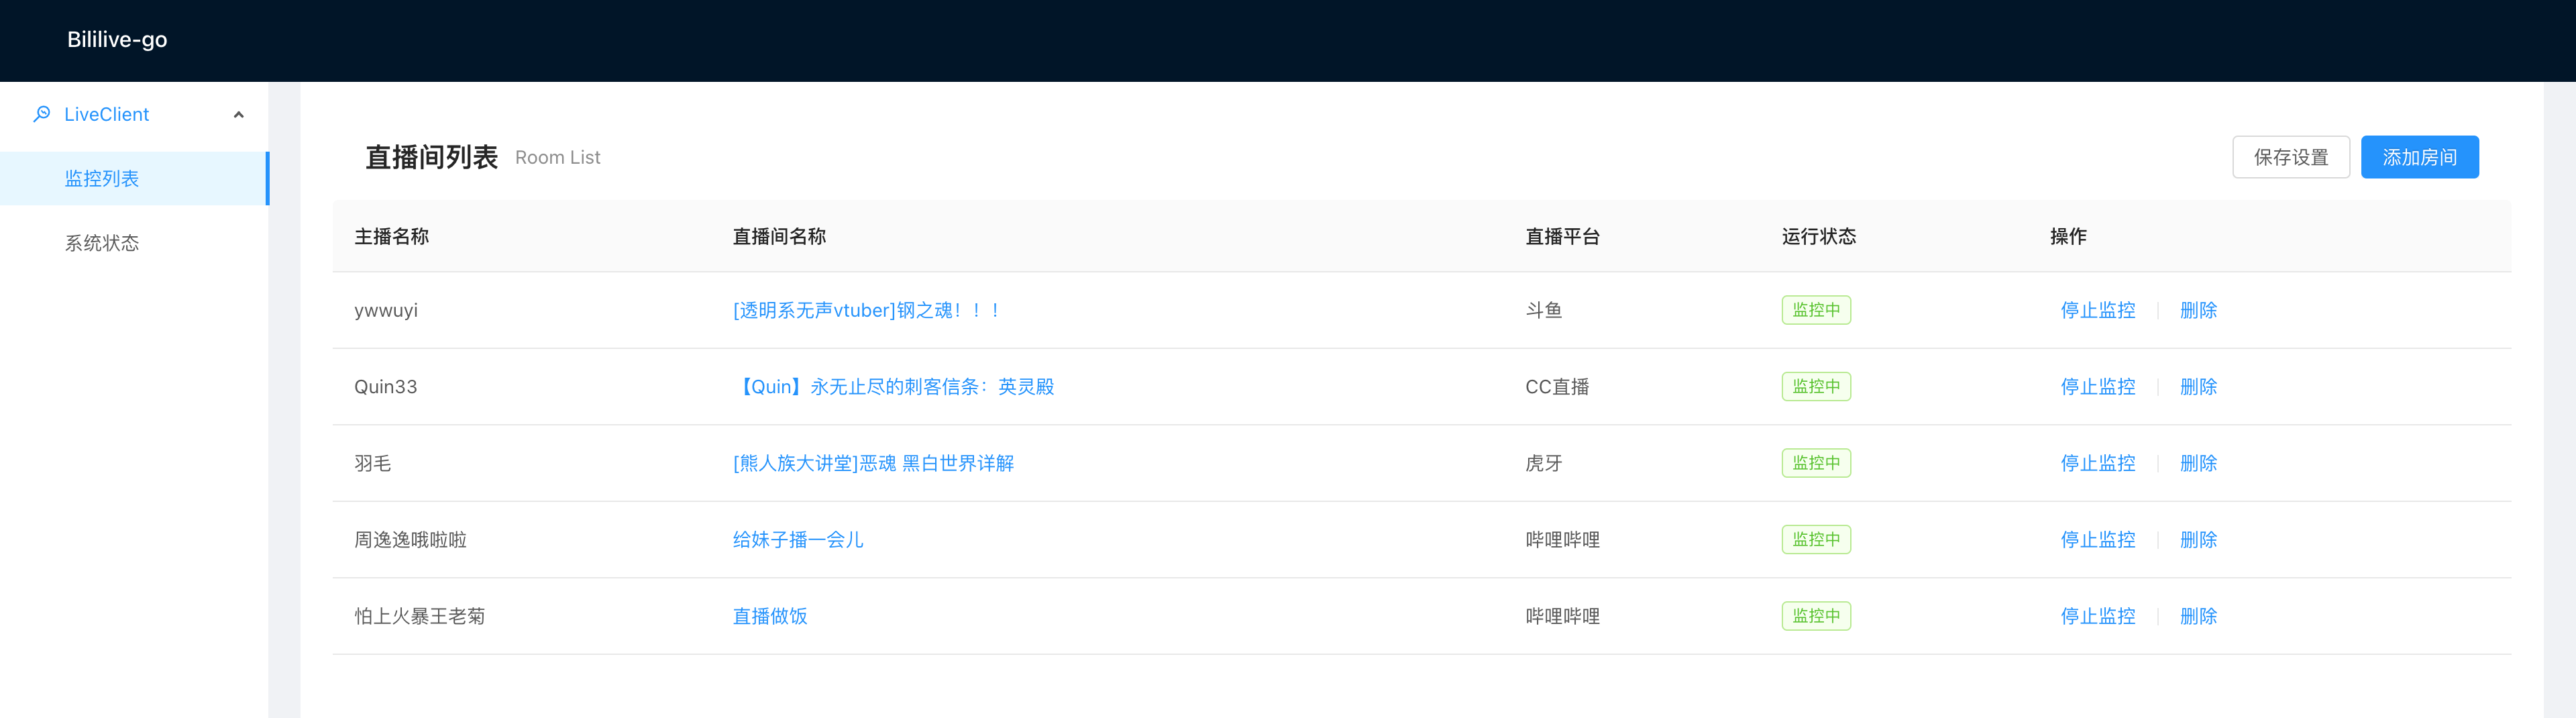 Bililive-go
LiveClient
监控列表
系统状态
直播间列表 Room List
保存设置 添加房间
主播名称 直播间名称 直播平台 运行状态 操作
ywwuyi [透明系无声vtuber]钢之魂！！！ 斗鱼 监控中 停止监控 删除
Quin33 【Quin】永无止尽的刺客信条：英灵殿 CC直播 监控中 停止监控 删除
羽毛 [熊人族大讲堂]恶魂 黑白世界详解 虎牙 监控中 停止监控 删除
周逸逸哦啦啦 给妹子播一会儿 哔哩哔哩 监控中 停止监控 删除
怕上火暴王老菊 直播做饭 哔哩哔哩 监控中 停止监控 删除